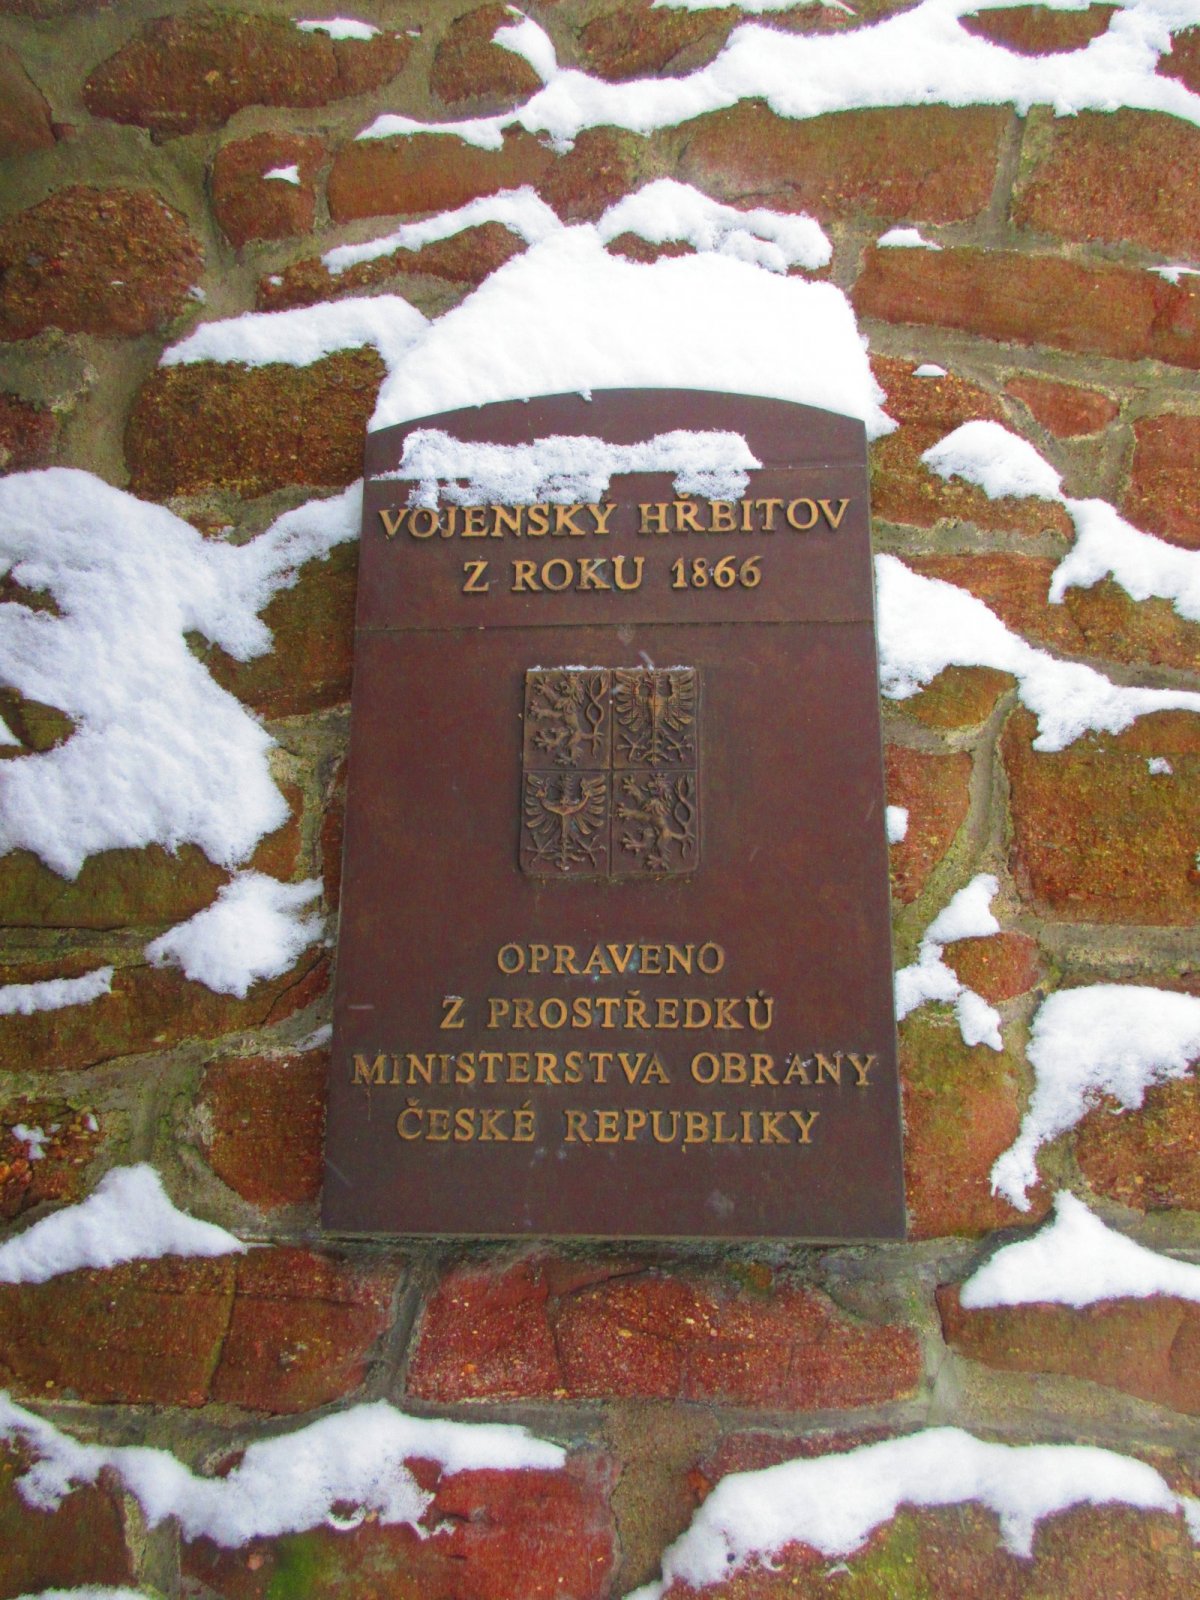 VOJENSKÝ HŘBITOV
Z ROKU 1866
OPRAVENO
Z PROSTŘEDKŮ
MINISTERSTVA OBRANY
ČESKÉ REPUBLIKY